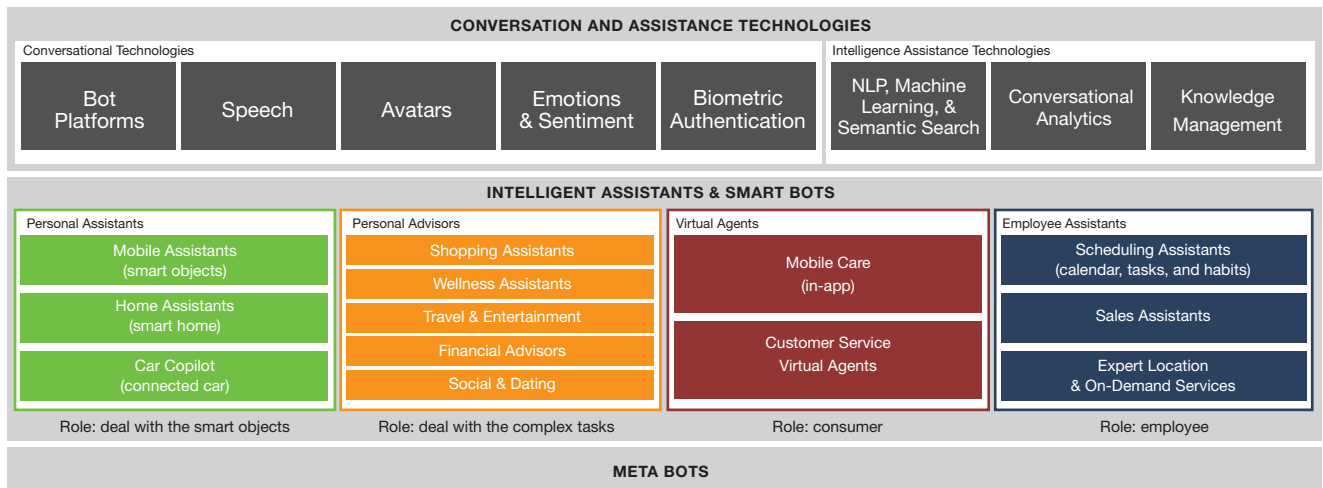 CONVERSATION AND ASSISTANCE TECHNOLOGIES
Conversational Technologies
Bot
Platforms
Speech
Avatars
Emotions
& Sentiment
Biometric
Authentication
Intelligence Assistance Technologies
NLP, Machine
Learning, &
Semantic Search
Conversational
Analytics
Knowledge
Management
INTELLIGENT ASSISTANTS & SMART BOTS
Personal Assistants
Mobile Assistants
(smart objects)
Home Assistants
(smart home)
Car Copilot
(connected car)
Role: deal with the smart objects
Personal Advisors
Shopping Assistants
Wellness Assistants
Travel & Entertainment
Financial Advisors
Social & Dating
Role: deal with the complex tasks
Virtual Agents
Mobile Care
(in-app)
Customer Service
Virtual Agents
Role: consumer
Employee Assistants
Scheduling Assistants
(calendar, tasks, and habits)
Sales Assistants
Expert Location
& On-Demand Services
Role: employee
META BOTS